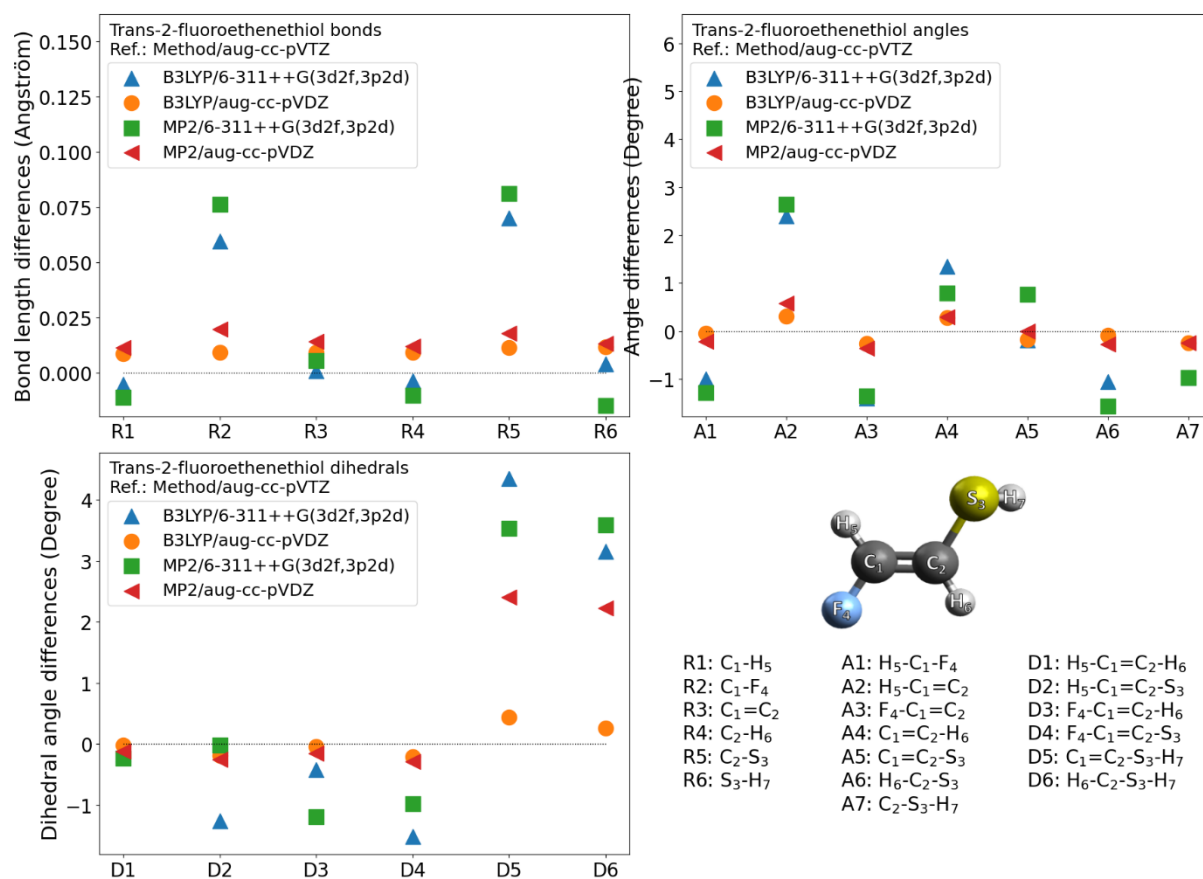 Trans-2-fluoroethenethiol bonds
Ref.: Method/aug-cc-pVTZ
B3LYP/6-311++G(3d2f,3p2d)
B3LYP/aug-cc-pVDZ
MP2/6-311++G(3d2f,3p2d)
MP2/aug-cc-pVDZ
Bond length differences (Angström)
0.150
0.125
0.100
0.075
0.050
0.025
0.000
R1 R2 R3 R4 R5 R6
Trans-2-fluoroethenethiol angles
Ref.: Method/aug-cc-pVTZ
B3LYP/6-311++G(3d2f,3p2d)
B3LYP/aug-cc-pVDZ
MP2/6-311++G(3d2f,3p2d)
MP2/aug-cc-pVDZ
Angle differences (Degree)
6
5
4
3
2
1
0
−1
A1 A2 A3 A4 A5 A6 A7
Trans-2-fluoroethenethiol dihedrals
Ref.: Method/aug-cc-pVTZ
B3LYP/6-311++G(3d2f,3p2d)
B3LYP/aug-cc-pVDZ
MP2/6-311++G(3d2f,3p2d)
MP2/aug-cc-pVDZ
Dihedral angle differences (Degree)
4
3
2
1
0
−1
D1 D2 D3 D4 D5 D6
S₃ H₇
H₅
C₁ C₂
F₄ H₆
R1: C₁-H₅ A1: H₅-C₁-F₄ D1: H₅-C₁=C₂-H₆
R2: C₁-F₄ A2: H₅-C₁=C₂ D2: H₅-C₁=C₂-S₃
R3: C₁=C₂ A3: F₄-C₁=C₂ D3: F₄-C₁=C₂-H₆
R4: C₂-H₆ A4: C₁=C₂-H₆ D4: F₄-C₁=C₂-S₃
R5: C₂-S₃ A5: C₁=C₂-S₃ D5: C₁=C₂-S₃-H₇
R6: S₃-H₇ A6: H₆-C₂-S₃ D6: H₆-C₂-S₃-H₇
A7: C₂-S₃-H₇